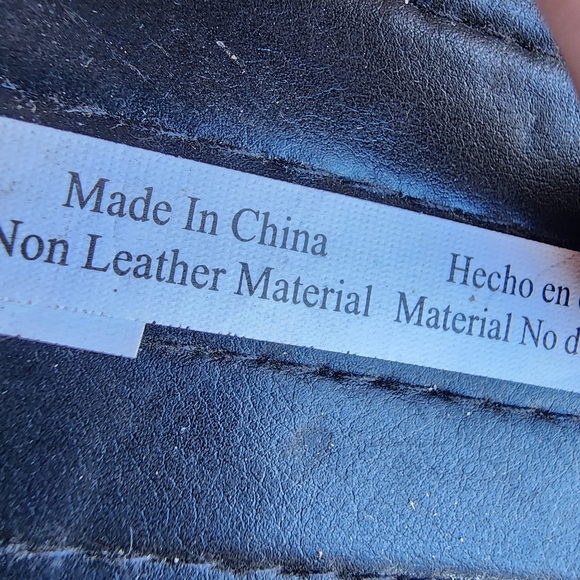 Made In China
Non Leather Material
Hecho en
Material No